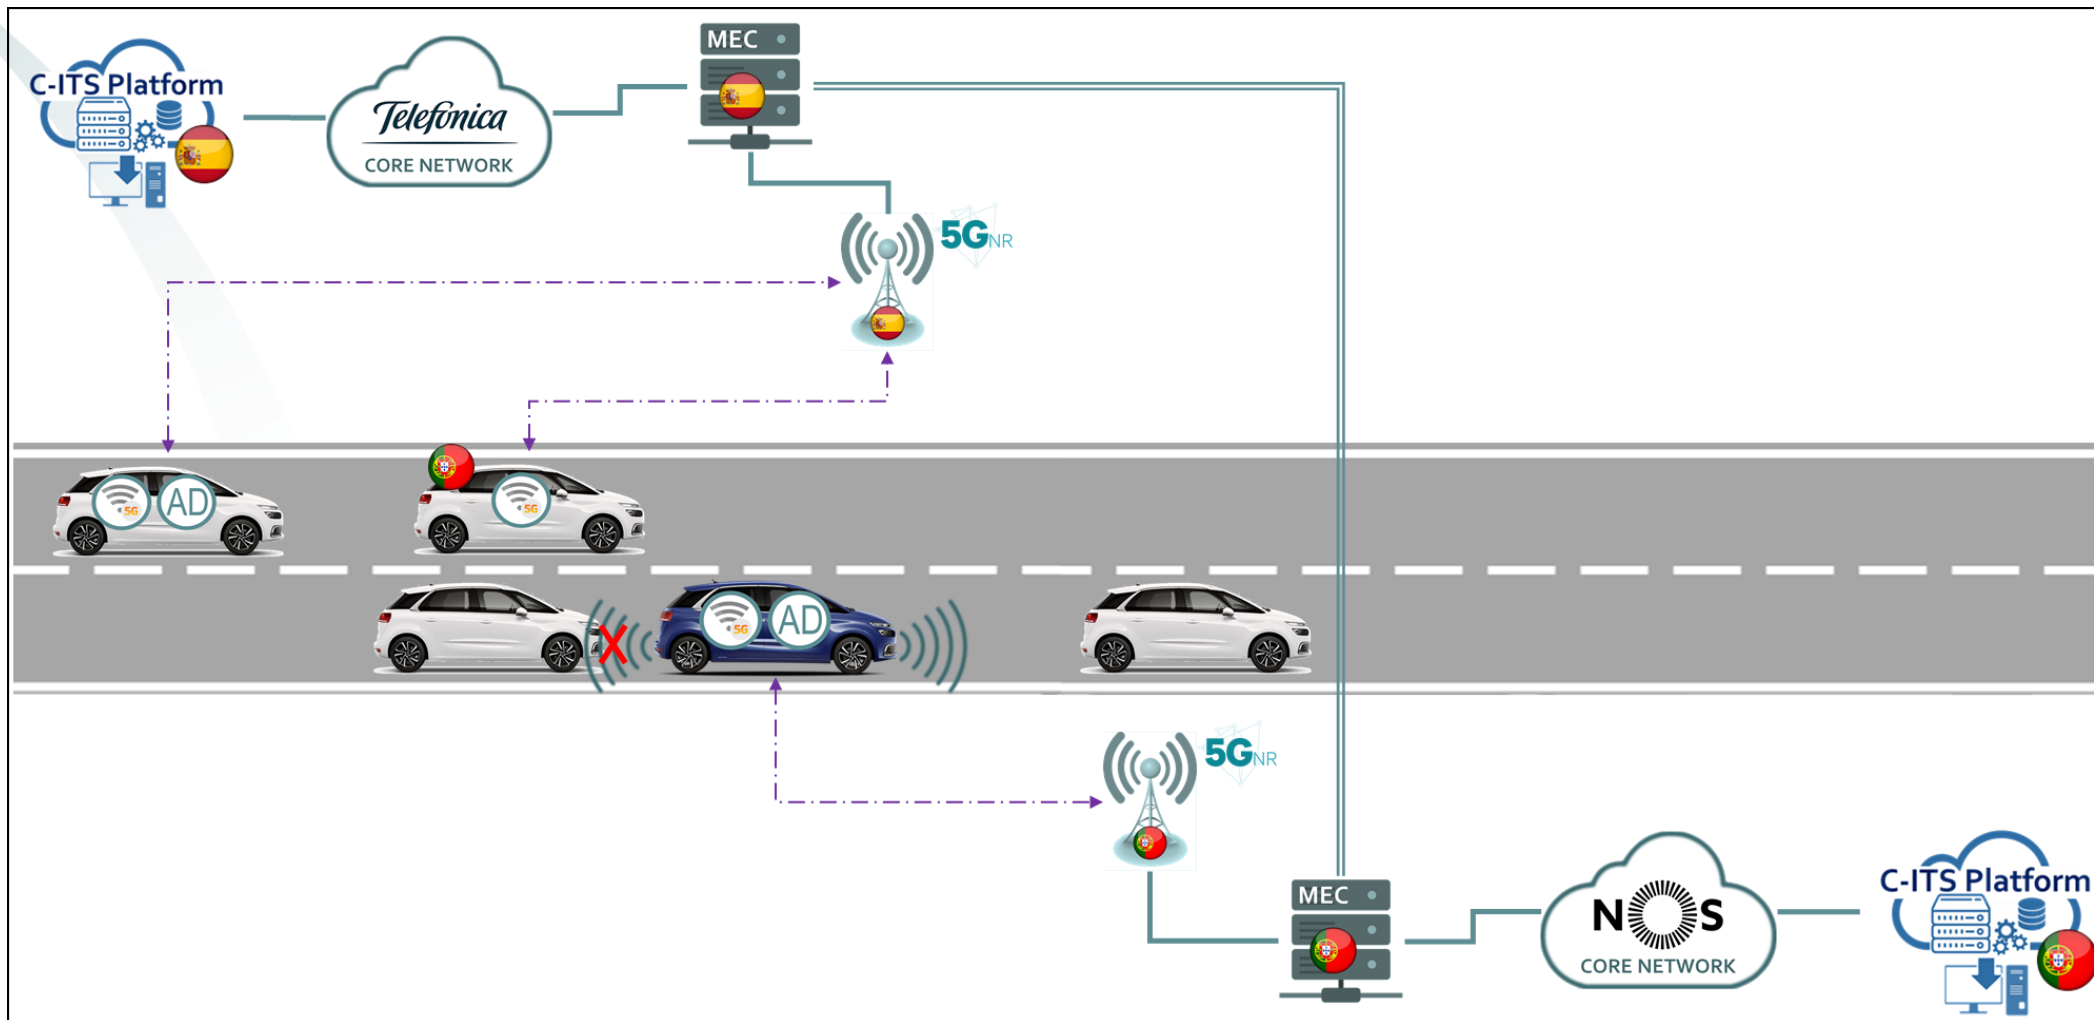 C-ITS Platform
Telefónica
CORE NETWORK
MEC
5GNR
5G
AD
5G
5G
AD
X
5GNR
MEC
NOS
CORE NETWORK
C-ITS Platform